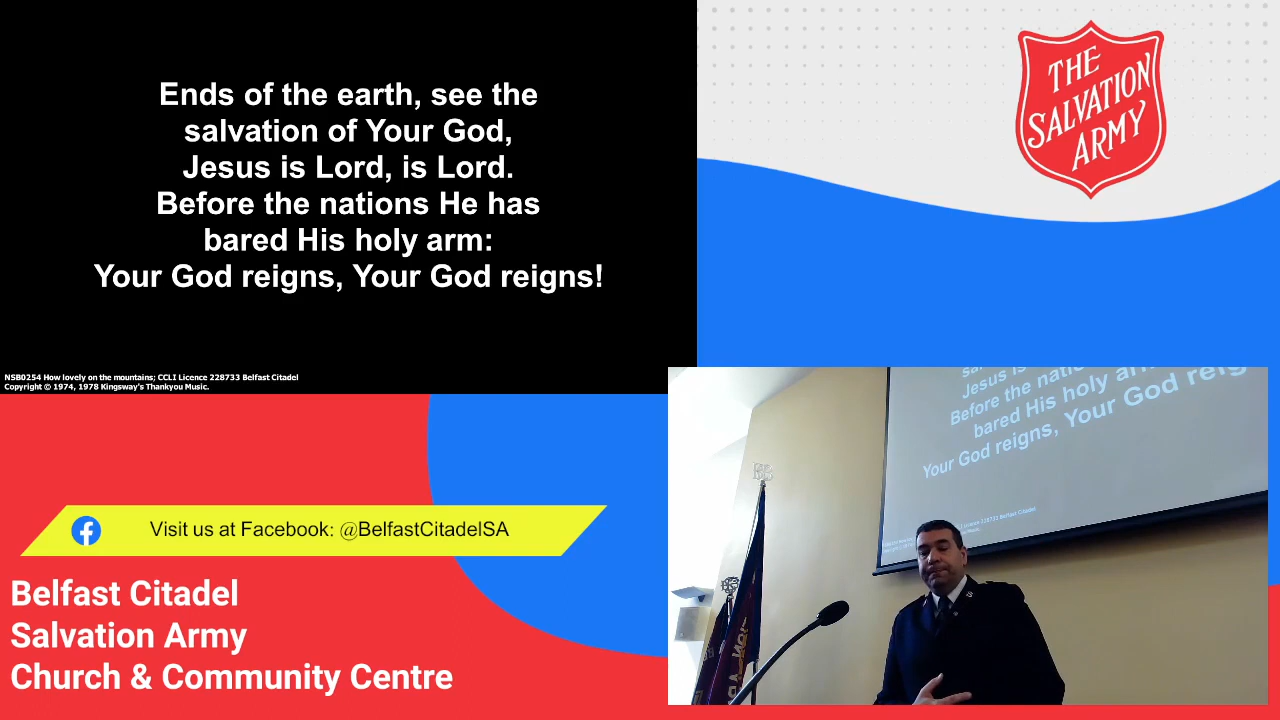 Ends of the earth, see the
salvation of Your God,
Jesus is Lord, is Lord.
Before the nations He has
bared His holy arm:
Your God reigns, Your God reigns!
NSB0254 How lovely on the mountains; CCLI Licence 228733 Belfast Citadel
Copyright © 1974, 1978 Kingsway's Thankyou Music.
THE
SALVATION
ARMY
Visit us at Facebook: @BelfastCitadelSA
Belfast Citadel
Salvation Army
Church & Community Centre
Jesus is
Before the natio
bared His holy arm
Your God reigns, Your God reig